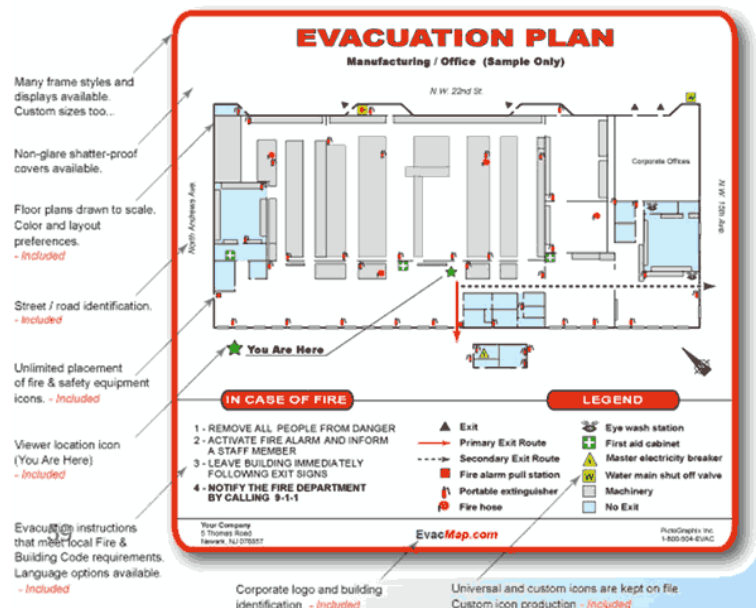 EVACUATION PLAN
Manufacturing / Office (Sample Only)
N.W. 22nd St.
North Andrews Ave.
N.W. 15th Ave.
Corporate Offices
You Are Here
Many frame styles and
displays available.
Custom sizes too...
Non-glare shatter-proof
covers available.
Floor plans drawn to scale.
Color and layout
preferences.
- Included
Street / road identification.
- Included
Unlimited placement
of fire & safety equipment
icons. - Included
Viewer location icon
(You Are Here)
- Included
Evacuation instructions
that meet local Fire &
Building Code requirements.
Language options available.
- Included
59
IN CASE OF FIRE
1 - REMOVE ALL PEOPLE FROM DANGER
2 - ACTIVATE FIRE ALARM AND INFORM
A STAFF MEMBER
3 - LEAVE BUILDING IMMEDIATELY
FOLLOWING EXIT SIGNS
4 - NOTIFY THE FIRE DEPARTMENT
BY CALLING 9-1-1
LEGEND
Exit
Primary Exit Route
Secondary Exit Route
Fire alarm pull station
Portable extinguisher
Fire hose
Eye wash station
First aid cabinet
Master electricity breaker
W
Water main shut off valve
Machinery
No Exit
Your Company
5 Thomas Road
Newark, NJ 076857
EvacMap.com
PictoGraphix Inc.
1-800-504-EVAC
Corporate logo and building
identification. - Included
Universal and custom icons are kept on file
Custom icon production - Included